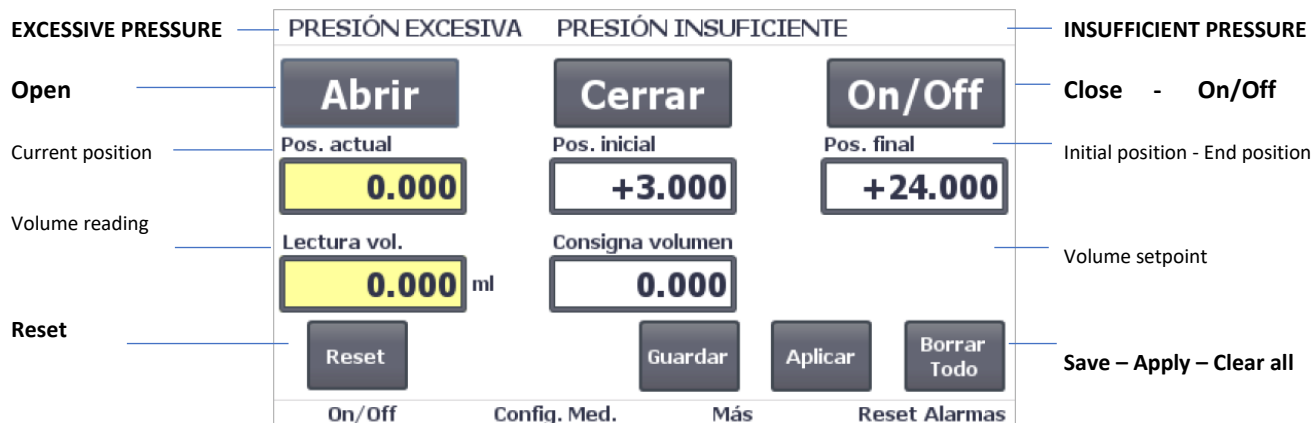 EXCESSIVE PRESSURE PRESIÓN EXCESIVA PRESIÓN INSUFICIENTE INSUFICIENT PRESSURE
Open Abrir Cerrar On/Off Close - On/Off
Current position Pos. actual Pos. inicial Pos. final Initial position - End position
0.000 +3.000 +24.000
Volume reading
Lectura vol. Consigna volumen
Volume setpoint
0.000 ml 0.000
Reset
Reset Guardar Aplicar Borrar Todo Save – Apply – Clear all
On/Off Config. Med. Más Reset Alarmas